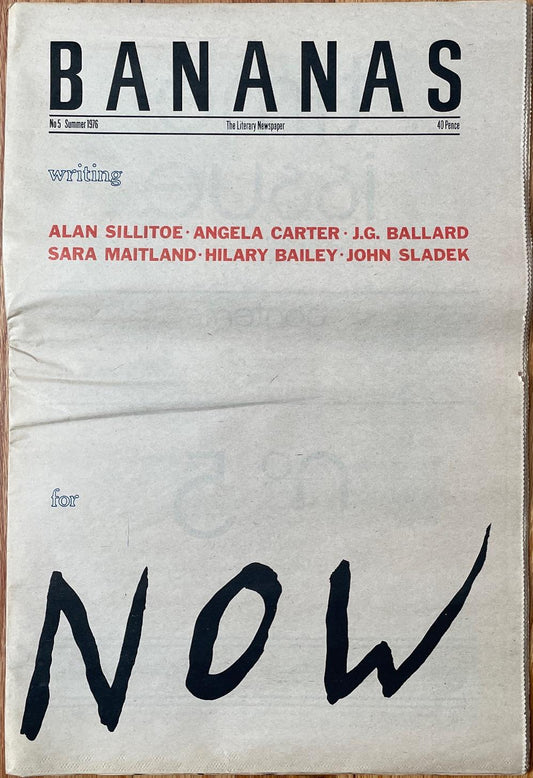 BANANAS
No 5 Summer 1976 The Literary Newspaper 40 Pence
writing
ALAN SILLITOE · ANGELA CARTER · J.G. BALLARD
SARA MAITLAND · HILARY BAILEY · JOHN SLADEK
for
NOW